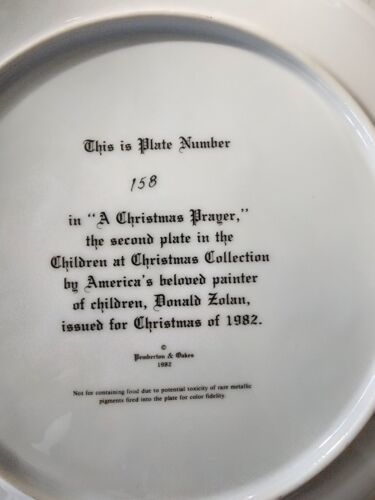 This is Plate Number
158
in "A Christmas Prayer,"
the second plate in the
Children at Christmas Collection
by America's beloved painter
of children, Donald Zolan,
issued for Christmas of 1982.
©
Pemberton & Oakes
1982
Not for containing food due to potential toxicity of rare metallic
pigments fired into the plate for color fidelity.